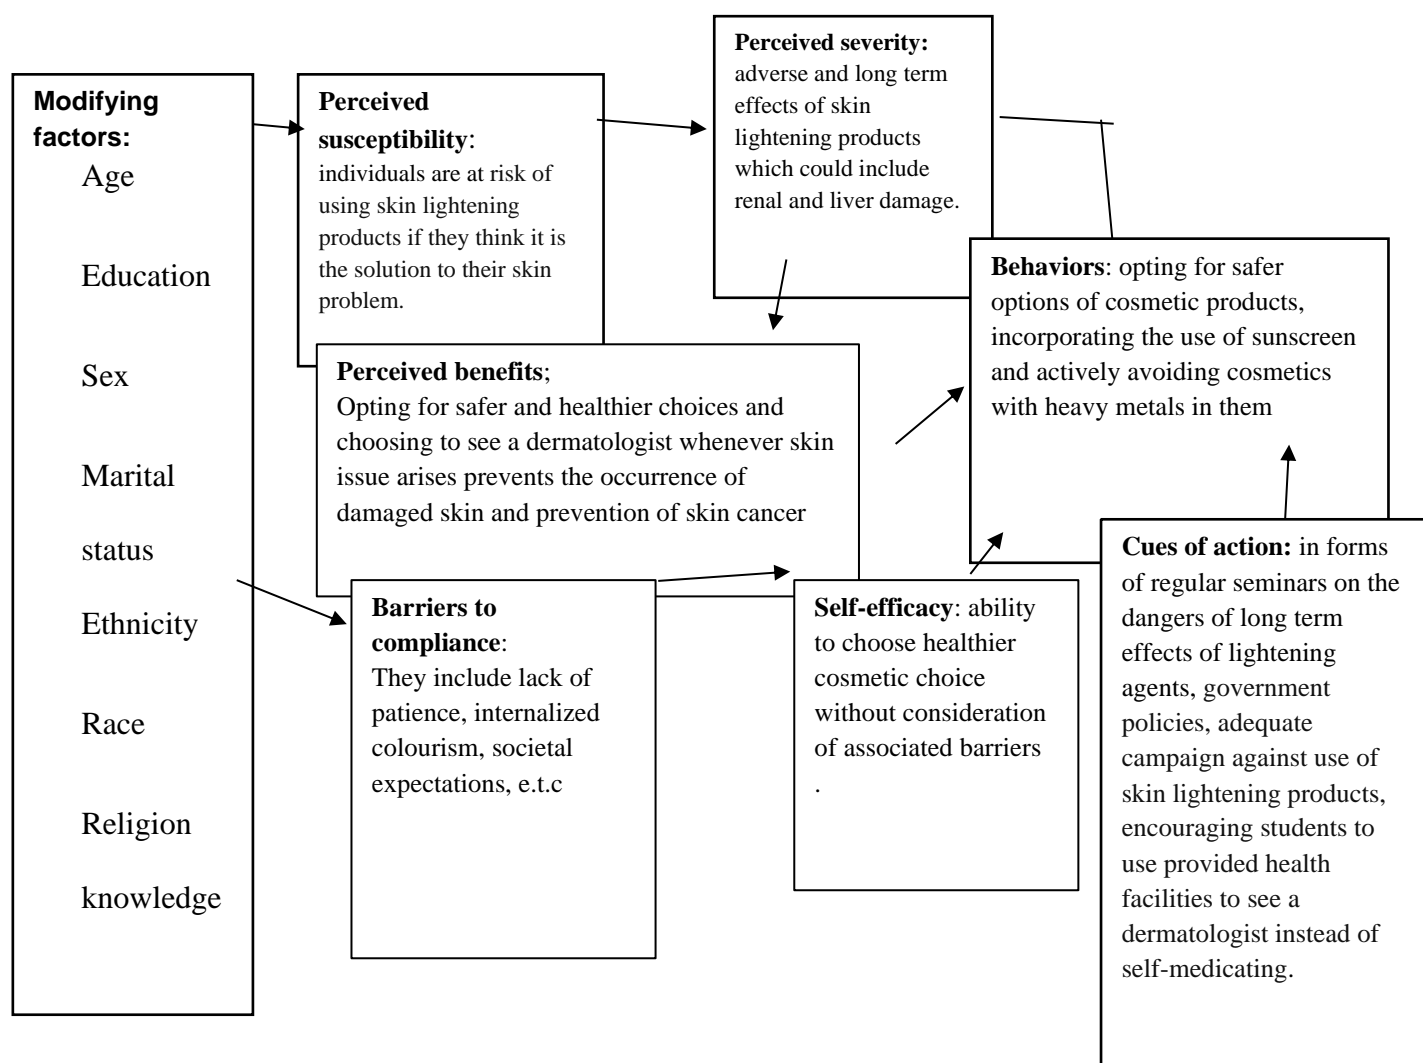 Modifying
factors:
Age
Education
Sex
Marital
status
Ethnicity
Race
Religion
knowledge
Perceived
susceptibility:
individuals are at risk of
using skin lightening
products if they think it is
the solution to their skin
problem.
Perceived severity:
adverse and long term
effects of skin
lightening products
which could include
renal and liver damage.
Perceived benefits;
Opting for safer and healthier choices and
choosing to see a dermatologist whenever skin
issue arises prevents the occurrence of
damaged skin and prevention of skin cancer
Behaviors: opting for safer
options of cosmetic products,
incorporating the use of sunscreen
and actively avoiding cosmetics
with heavy metals in them
Barriers to
compliance:
They include lack of
patience, internalized
colourism, societal
expectations, e.t.c
Self-efficacy: ability
to choose healthier
cosmetic choice
without consideration
of associated barriers
.
Cues of action: in forms
of regular seminars on the
dangers of long term
effects of lightening
agents, government
policies, adequate
campaign against use of
skin lightening products,
encouraging students to
use provided health
facilities to see a
dermatologist instead of
self-medicating.